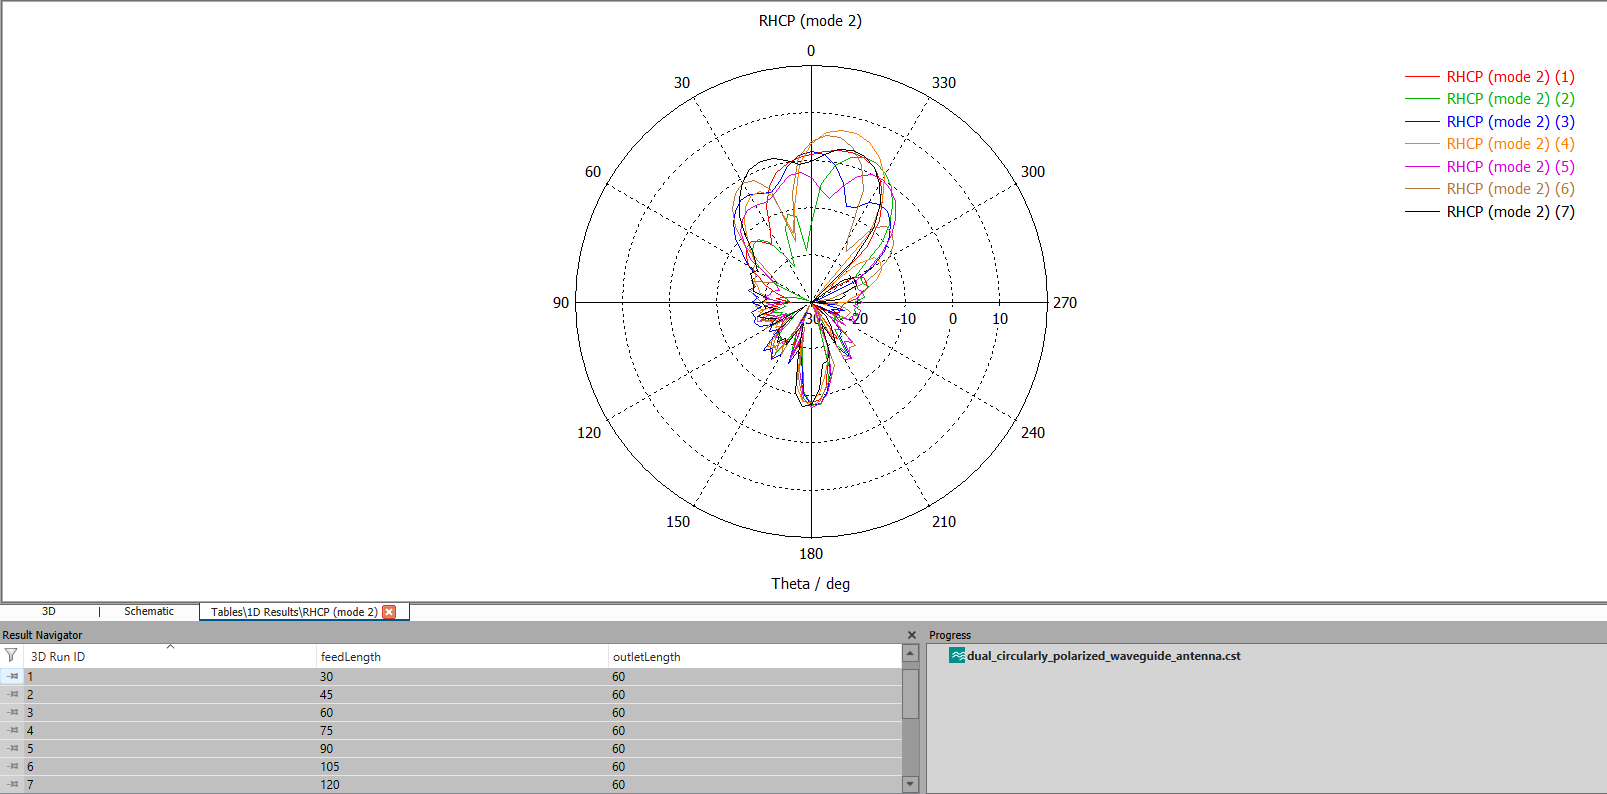 RHCP (mode 2)
0
30
330
60
300
90
270
-30
-20
-10
0
10
120
240
150
210
180
Theta / deg
RHCP (mode 2) (1)
RHCP (mode 2) (2)
RHCP (mode 2) (3)
RHCP (mode 2) (4)
RHCP (mode 2) (5)
RHCP (mode 2) (6)
RHCP (mode 2) (7)
3D Schematic Tables\1D Results\RHCP (mode 2)
Result Navigator
3D Run ID feedLength outletLength
1 30 60
2 45 60
3 60 60
4 75 60
5 90 60
6 105 60
7 120 60
Progress
dual_circularly_polarized_waveguide_antenna.cst